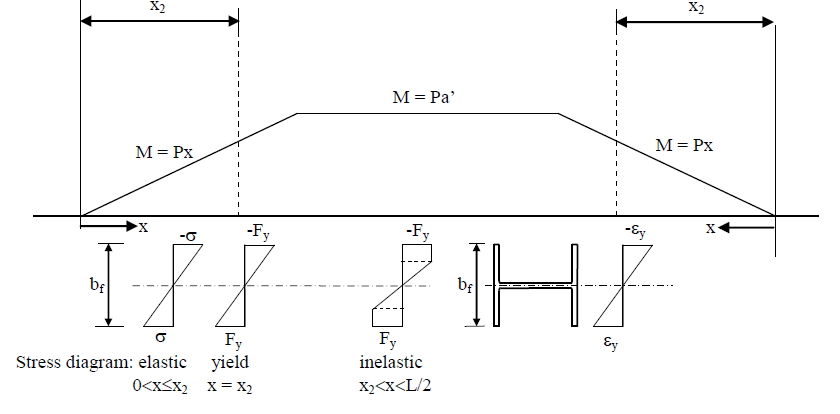 x₂ x₂
M = Pa’
M = Px M = Px
x -σ -Fy -Fy -εy x
bf bf
σ Fy Fy εy
Stress diagram: elastic yield inelastic
0<x≤x₂ x = x₂ x₂<x<L/2